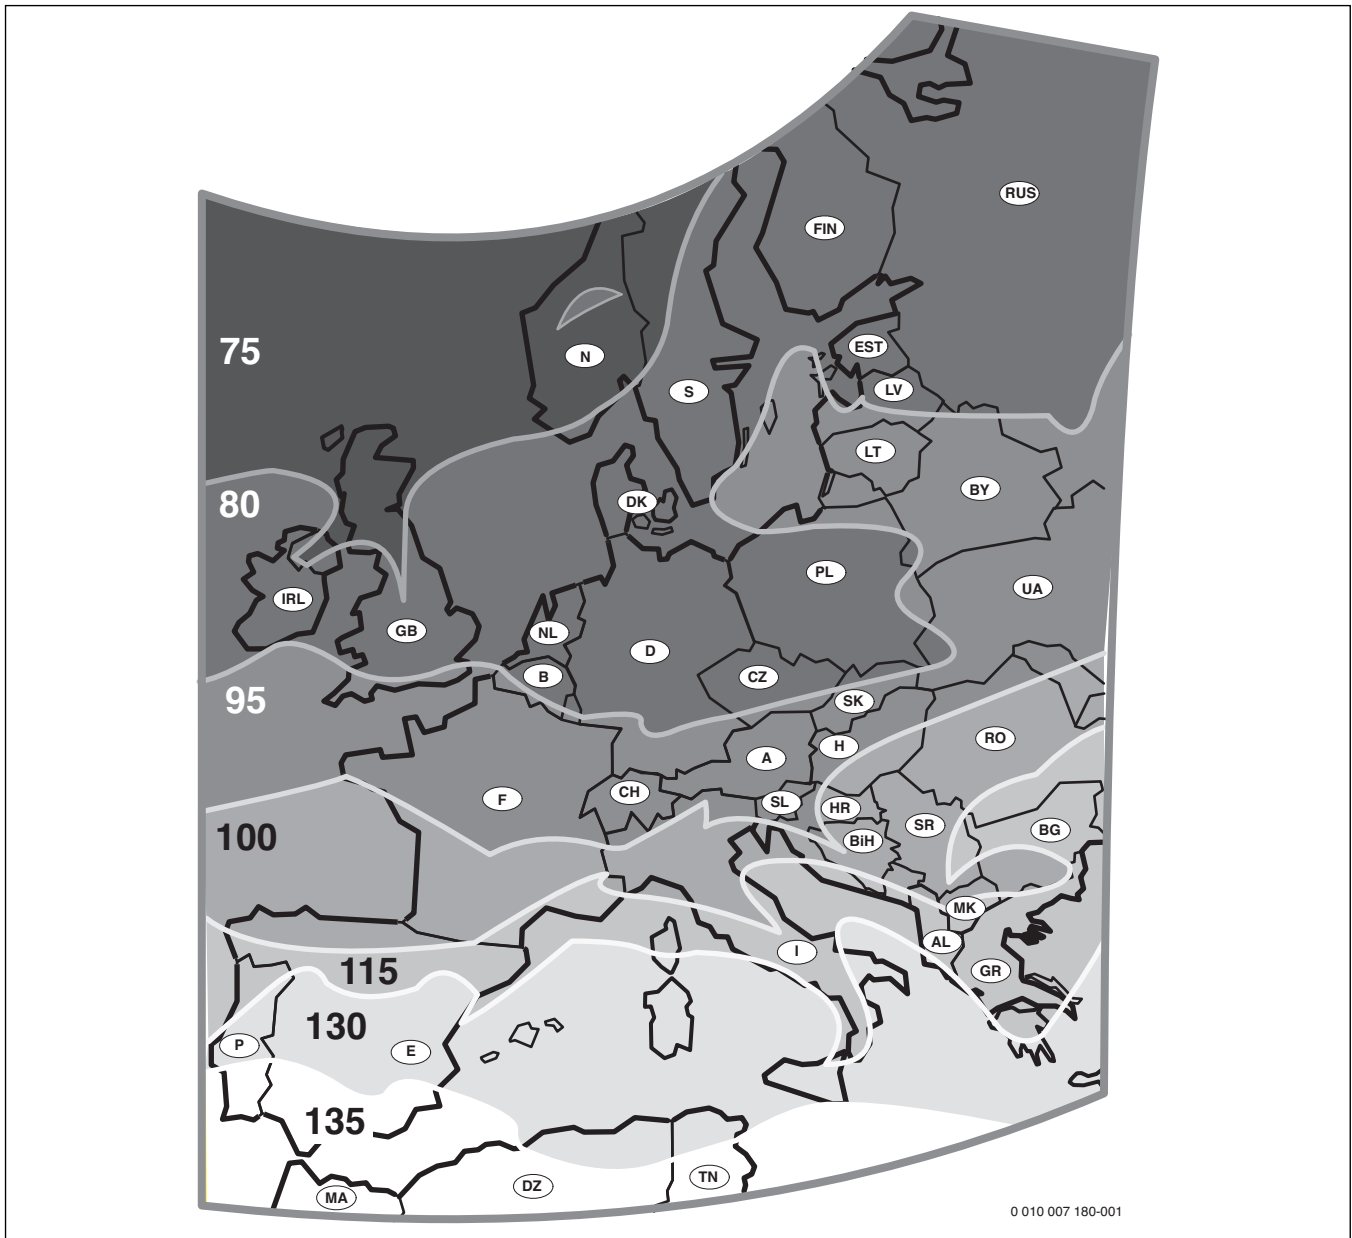 RUS
FIN
75
EST
N
S
LV
LT
80
BY
DK
PL
UA
IRL
GB
NL
D
B
CZ
95
SK
RO
H
A
CH
F
SL
HR
SR
BG
100
BiH
MK
AL
I
115
GR
130
P
E
135
TN
DZ
MA
0 010 007 180-001